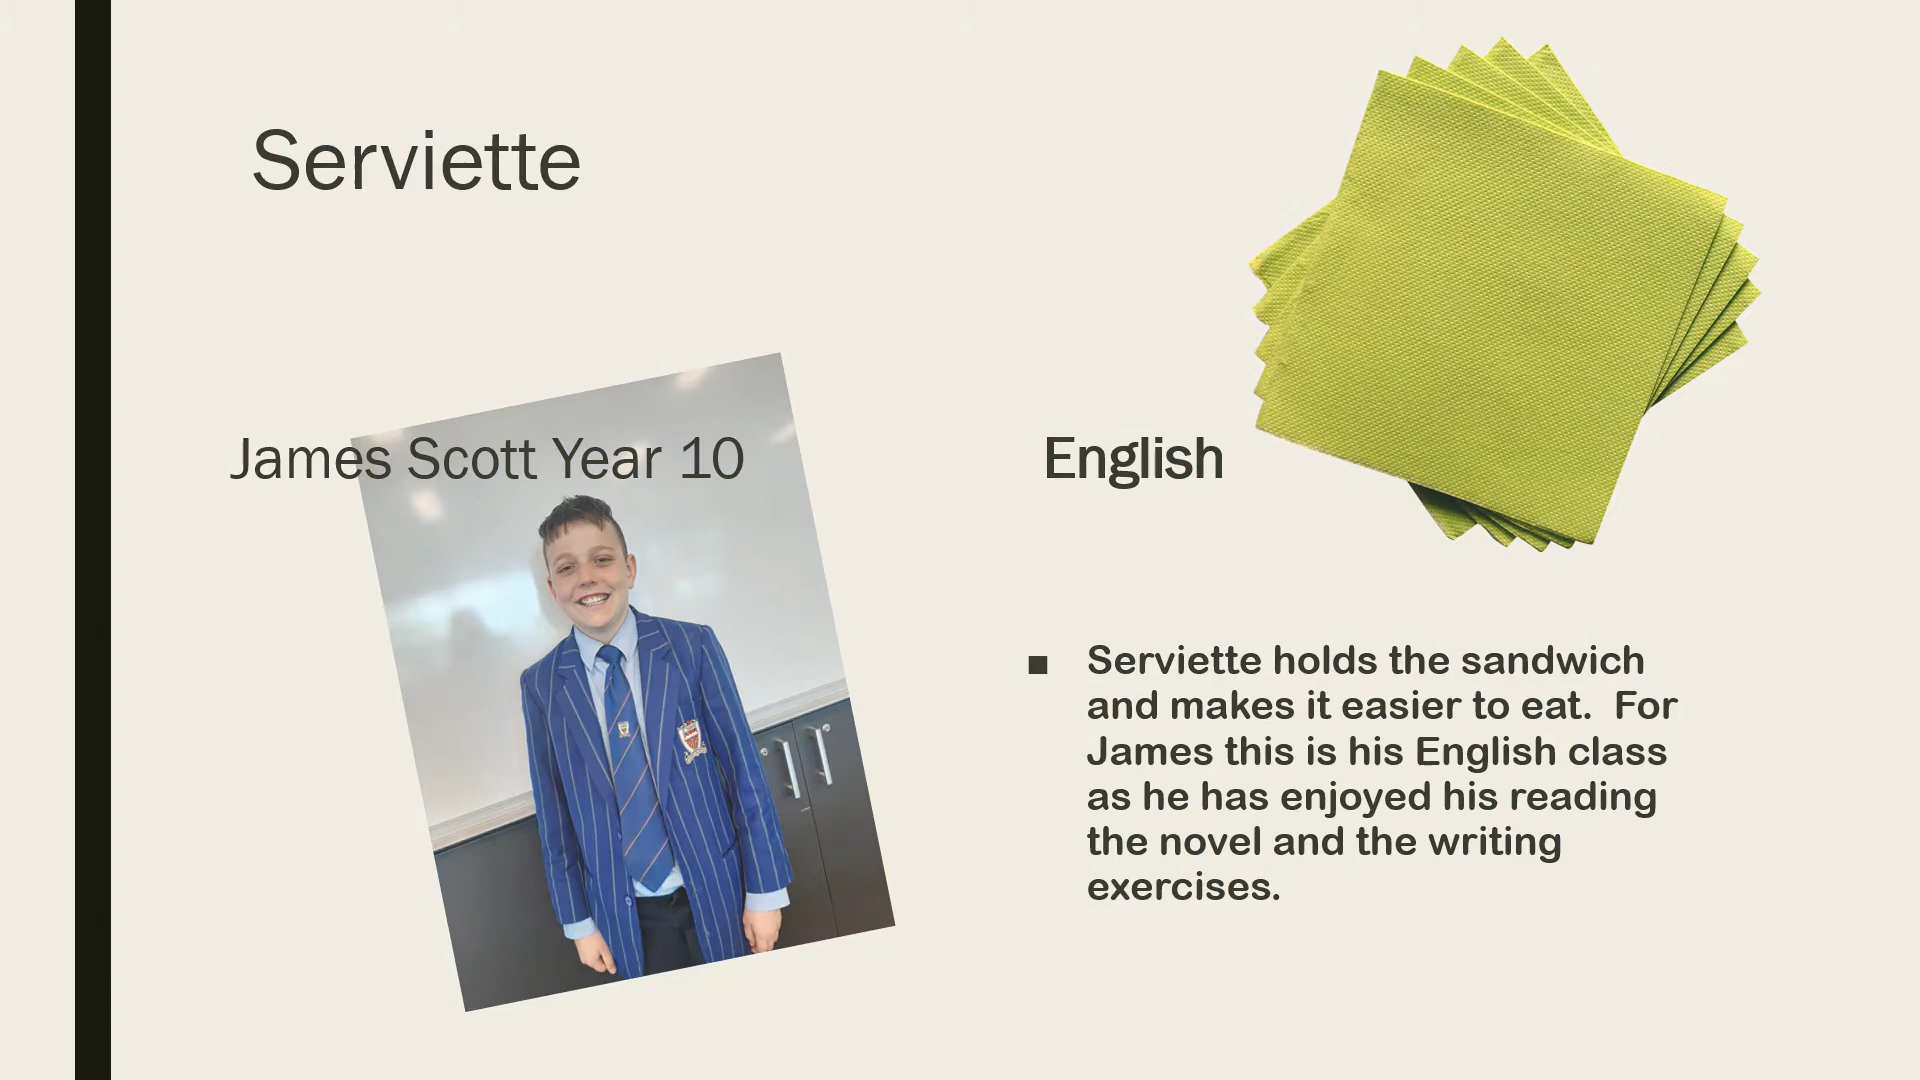 Serviette
James Scott Year 10
English
■ Serviette holds the sandwich
and makes it easier to eat.  For
James this is his English class
as he has enjoyed his reading
the novel and the writing
exercises.